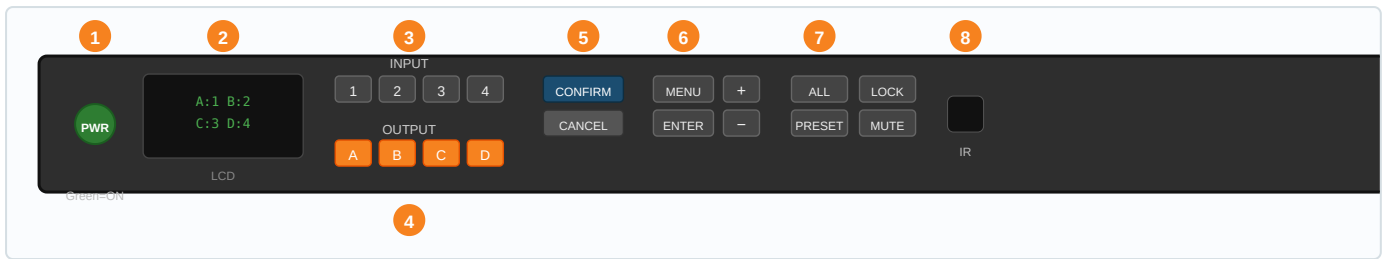 1 2 3 5 6 7 8
INPUT
PWR
A:1 B:2
C:3 D:4
LCD
Green=ON
1 2 3 4
OUTPUT
A B C D
4
CONFIRM
CANCEL
MENU +
ENTER −
ALL LOCK
PRESET MUTE
IR